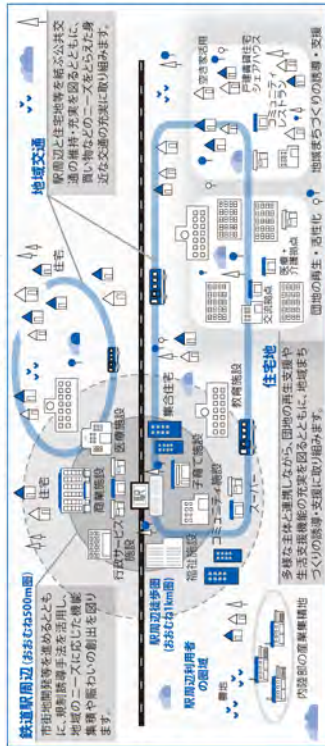 鉄道駅周辺（おおむね500m圏）
市街地開発等を進めるととも
に、規制誘導手法を活用し、
地域のニーズに応じた機能
集積や賑わいの創出を図り
ます。
地域交通
駅周辺と住宅地等を結ぶ公共交
通の維持・充実を図るとともに、
買い物などのニーズをとらえた身
近な交通の充実に取り組みます。
住宅
住宅
商業施設
医療施設
行政サービス
施設
駅
集合住宅
子育て施設
コミュニティ施設
福祉施設
教育施設
スーパー
駅周辺徒歩圏
（おおむね1km圏）
駅周辺利用者
の圏域
農地
内陸部の産業集積地
住宅地
多様な主体と連携しながら、団地の再生支援や
生活支援機能の充実を図るとともに、地域まち
づくりの誘導・支援に取り組みます。
交流拠点
医療・
介護拠点
団地の再生・活性化
空き家活用
戸建賃貸住宅
シェアハウス
コミュニティ
レストラン
地域まちづくりの誘導・支援